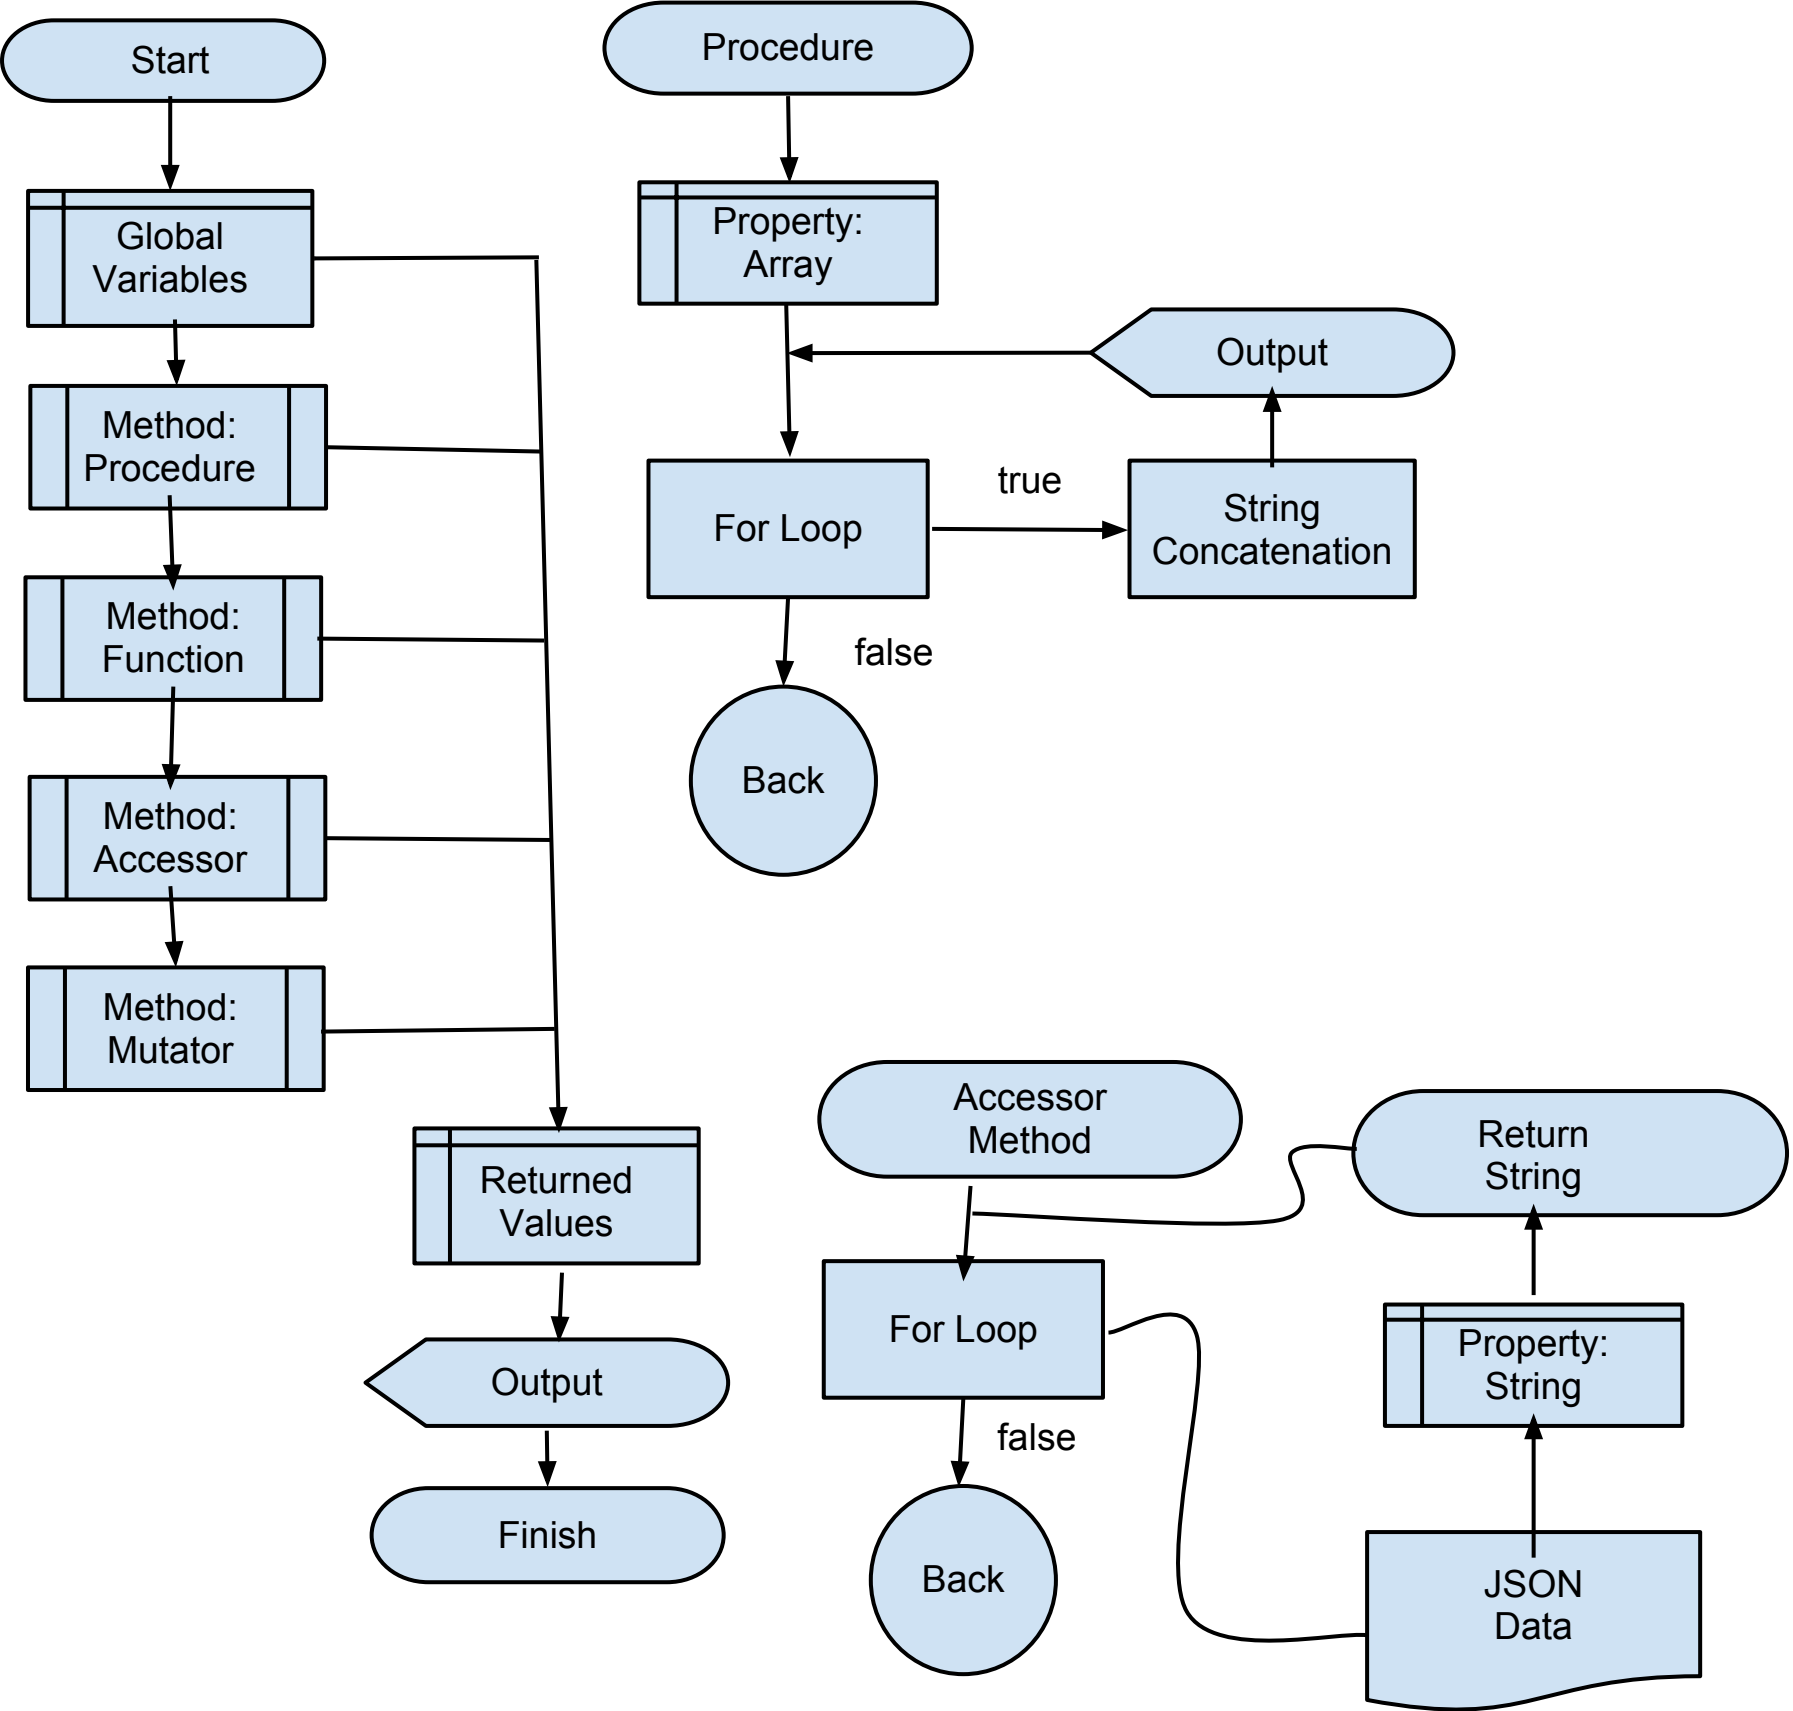 Start
Global
Variables
Method:
Procedure
Method:
Function
Method:
Accessor
Method:
Mutator
Returned
Values
Output
Finish
Procedure
Property:
Array
Output
For Loop
true
String
Concatenation
false
Back
Accessor
Method
For Loop
false
Back
Return
String
Property:
String
JSON
Data